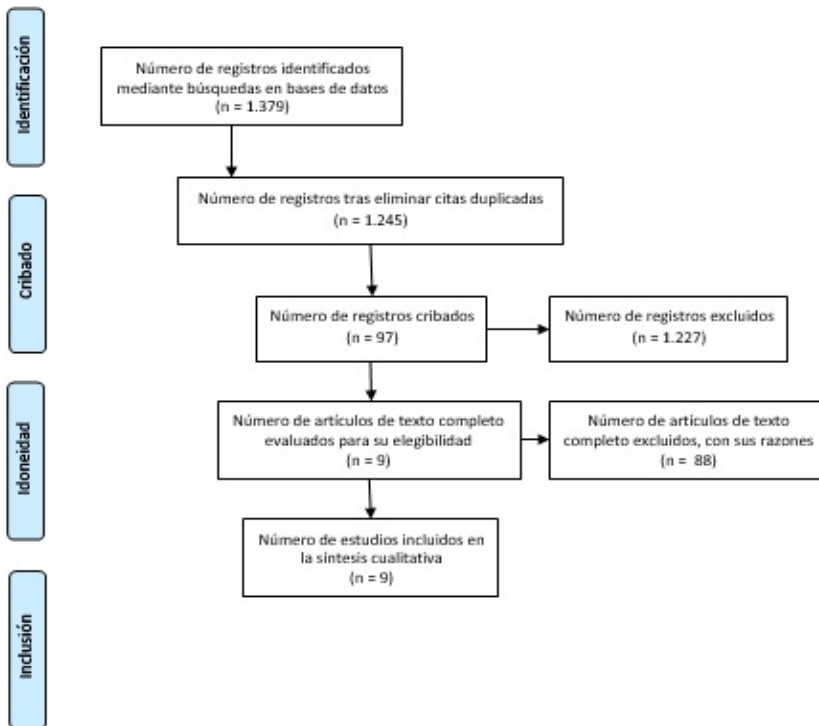 Identificación
Número de registros identificados
mediante búsquedas en bases de datos
(n = 1.379)
Número de registros tras eliminar citas duplicadas
(n = 1.245)
Cribado
Número de registros cribados
(n = 97)
Número de registros excluidos
(n = 1.227)
Idoneidad
Número de artículos de texto completo
evaluados para su elegibilidad
(n = 9)
Número de artículos de texto
completo excluidos, con sus razones
(n = 88)
Número de estudios incluidos en
la síntesis cualitativa
(n = 9)
Inclusión